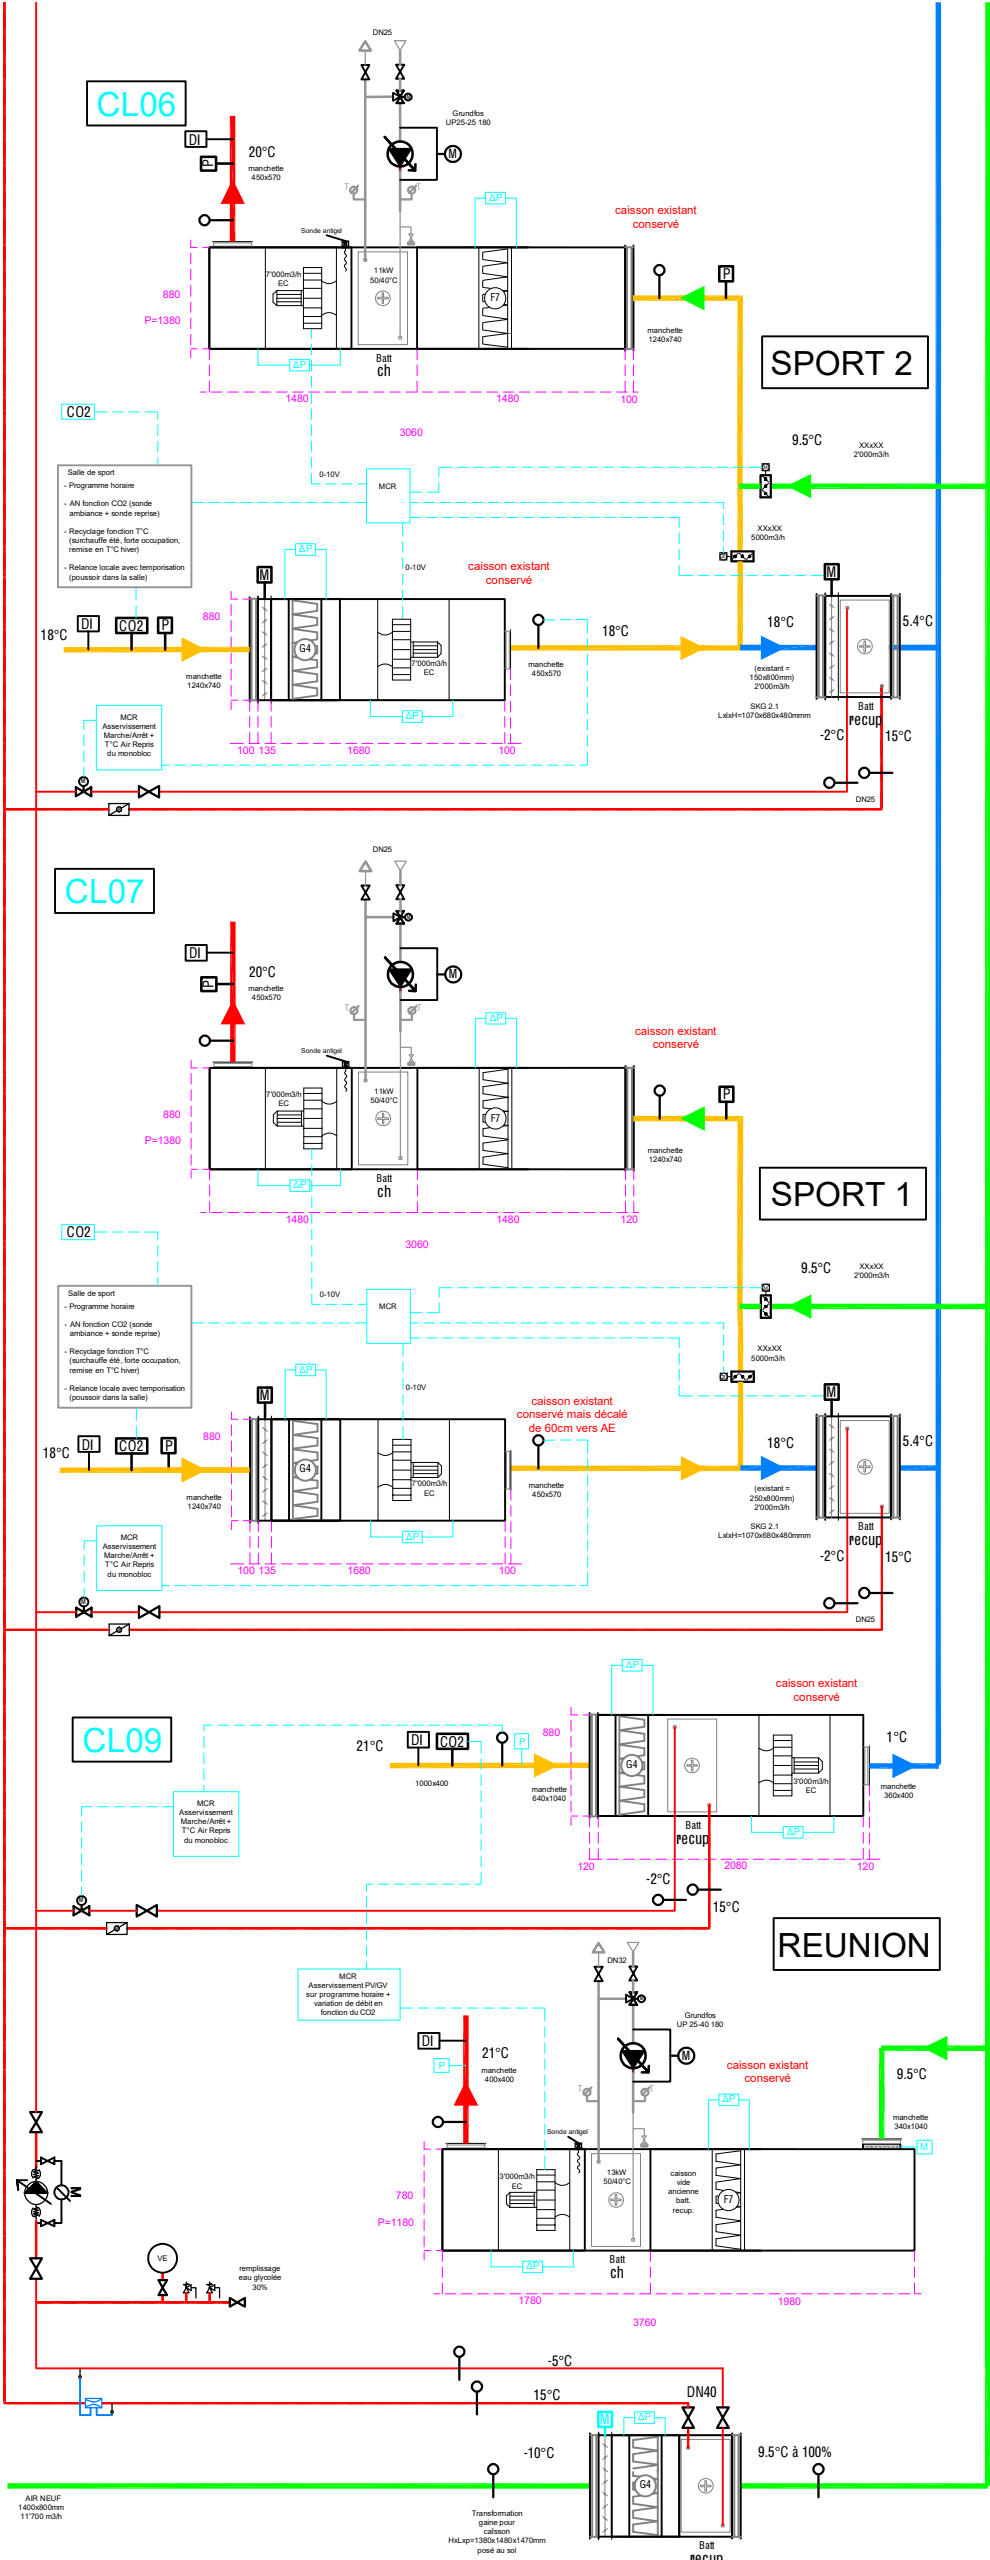 DN25
CL06
Grundfos
UP25-25 180
DI
M
P
20°C
manchette
450x570
T
T
ΔP
caisson existant
conservé
Sonde antigel
7'000m3/h
EC
11kW
50/40°C
F7
P
880
P=1380
manchette
1240x740
ΔP
Batt
ch
SPORT 2
1480
1480
100
CO2
3060
9.5°C
XXxXX
2'000m3/h
Salle de sport
- Programme horaire
- AN fonction CO2 (sonde
ambiance + sonde reprise)
- Recyclage fonction T°C
(surchauffe été, forte occupation,
remise en T°C hiver)
- Relance locale avec temporisation
(poussoir dans la salle)
0-10V
MCR
M
XXxXX
5000m3/h
M
ΔP
0-10V
caisson existant
conservé
M
M
880
18°C
DI
CO2
P
G4
7'000m3/h
EC
18°C
18°C
5.4°C
manchette
1240x740
manchette
450x570
(existant =
150x800mm)
2'000m3/h
SKG 2.1
LxlxH=1070x680x480mmm
ΔP
MCR
Asservissement
Marche/Arrêt +
T°C Air Repris
du monobloc
Batt
recup
-2°C
15°C
100
135
1680
100
M
DN25
DN25
CL07
DI
M
P
20°C
manchette
450x570
T
T
ΔP
caisson existant
conservé
Sonde antigel
7'000m3/h
EC
11kW
50/40°C
F7
P
880
P=1380
manchette
1240x740
ΔP
Batt
ch
SPORT 1
1480
1480
120
CO2
3060
9.5°C
XXxXX
2'000m3/h
Salle de sport
- Programme horaire
- AN fonction CO2 (sonde
ambiance + sonde reprise)
- Recyclage fonction T°C
(surchauffe été, forte occupation,
remise en T°C hiver)
- Relance locale avec temporisation
(poussoir dans la salle)
0-10V
MCR
M
XXxXX
5000m3/h
M
ΔP
0-10V
caisson existant
conservé mais décalé
de 60cm vers AE
M
M
880
18°C
DI
CO2
P
G4
7'000m3/h
EC
18°C
5.4°C
manchette
1240x740
manchette
450x570
(existant =
250x800mm)
2'000m3/h
SKG 2.1
LxlxH=1070x680x480mmm
ΔP
MCR
Asservissement
Marche/Arrêt +
T°C Air Repris
du monobloc
Batt
recup
-2°C
15°C
100
135
1680
100
M
DN25
ΔP
caisson existant
conservé
CL09
880
21°C
DI
CO2
P
G4
3'000m3/h
EC
1°C
1000x400
manchette
640x1040
manchette
360x400
MCR
Asservissement
Marche/Arrêt +
T°C Air Repris
du monobloc
ΔP
Batt
recup
120
2080
120
-2°C
15°C
M
REUNION
DN32
MCR
Asservissement PV/GV
sur programme horaire +
variation de débit en
fonction du CO2
Grundfos
UP 25-40 180
DI
M
P
21°C
manchette
400x400
T
T
caisson existant
conservé
9.5°C
ΔP
manchette
340x1040
M
Sonde antigel
3'000m3/h
EC
13kW
50/40°C
caisson
vide
ancienne
batt.
recup.
F7
780
P=1180
M
ΔP
Batt
ch
VE
remplissage
eau glycolée
30%
1780
1980
3760
-5°C
15°C
DN40
M
ΔP
-10°C
9.5°C à 100%
G4
AIR NEUF
1400x800mm
11'700 m3/h
Transformation
gaine pour
caisson
HxLxp=1380x1480x1470mm
posé au sol
Batt
recup